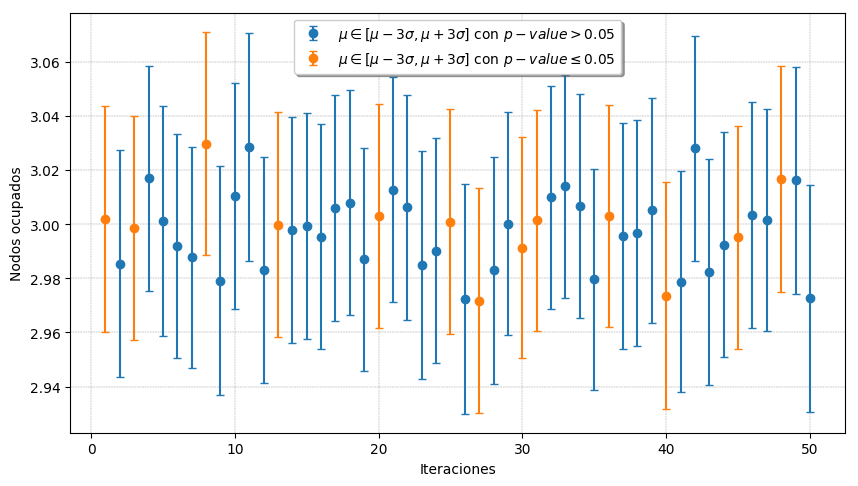 μ ∈ [μ − 3σ, μ + 3σ] con p − value > 0.05
μ ∈ [μ − 3σ, μ + 3σ] con p − value ≤ 0.05
3.06
3.04
3.02
3.00
2.98
2.96
2.94
Nodos ocupados
0 10 20 30 40 50
Iteraciones